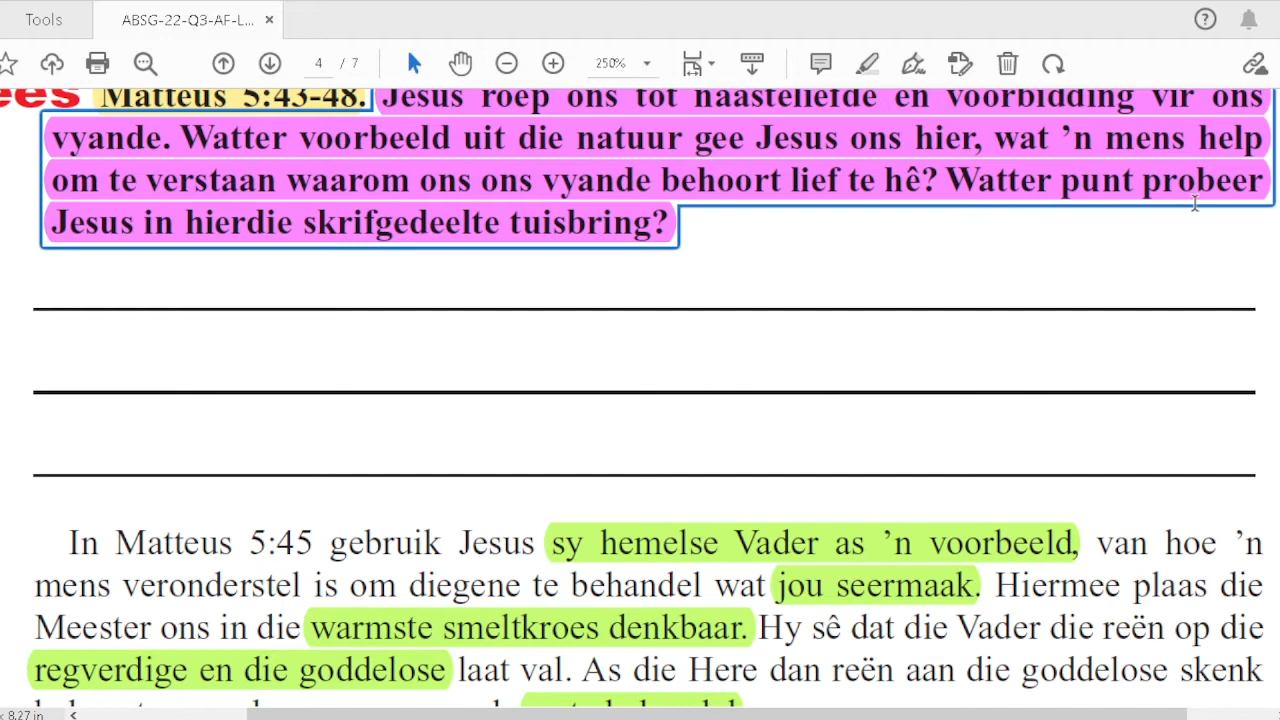 Tools ABSG-22-Q3-AF-L... ×
4 / 7 250%
ees Matteus 5:43-48. Jesus roep ons tot naasteliefde en voorbidding vir ons
vyande. Watter voorbeeld uit die natuur gee Jesus ons hier, wat ’n mens help
om te verstaan waarom ons ons vyande behoort lief te hê? Watter punt probeer
Jesus in hierdie skrifgedeelte tuisbring?
In Matteus 5:45 gebruik Jesus sy hemelse Vader as ’n voorbeeld, van hoe ’n
mens veronderstel is om diegene te behandel wat jou seermaak. Hiermee plaas die
Meester ons in die warmste smeltkroes denkbaar. Hy sê dat die Vader die reën op die
regverdige en die goddelose laat val. As die Here dan reën aan die goddelose skenk
x 8,27 in